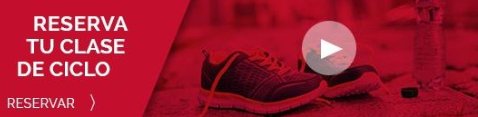 RESERVA
TU CLASE
DE CICLO
RESERVAR 〉